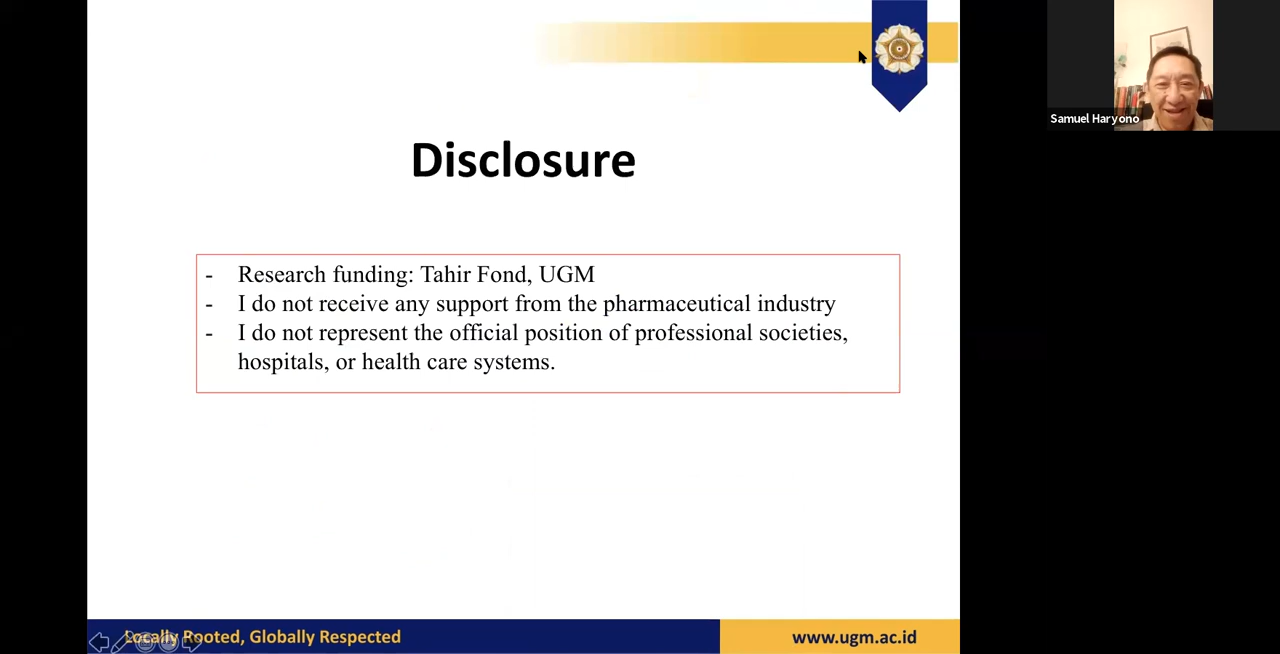 Disclosure
- Research funding: Tahir Fond, UGM
- I do not receive any support from the pharmaceutical industry
- I do not represent the official position of professional societies,
hospitals, or health care systems.
Locally Rooted, Globally Respected
www.ugm.ac.id
Samuel Haryono